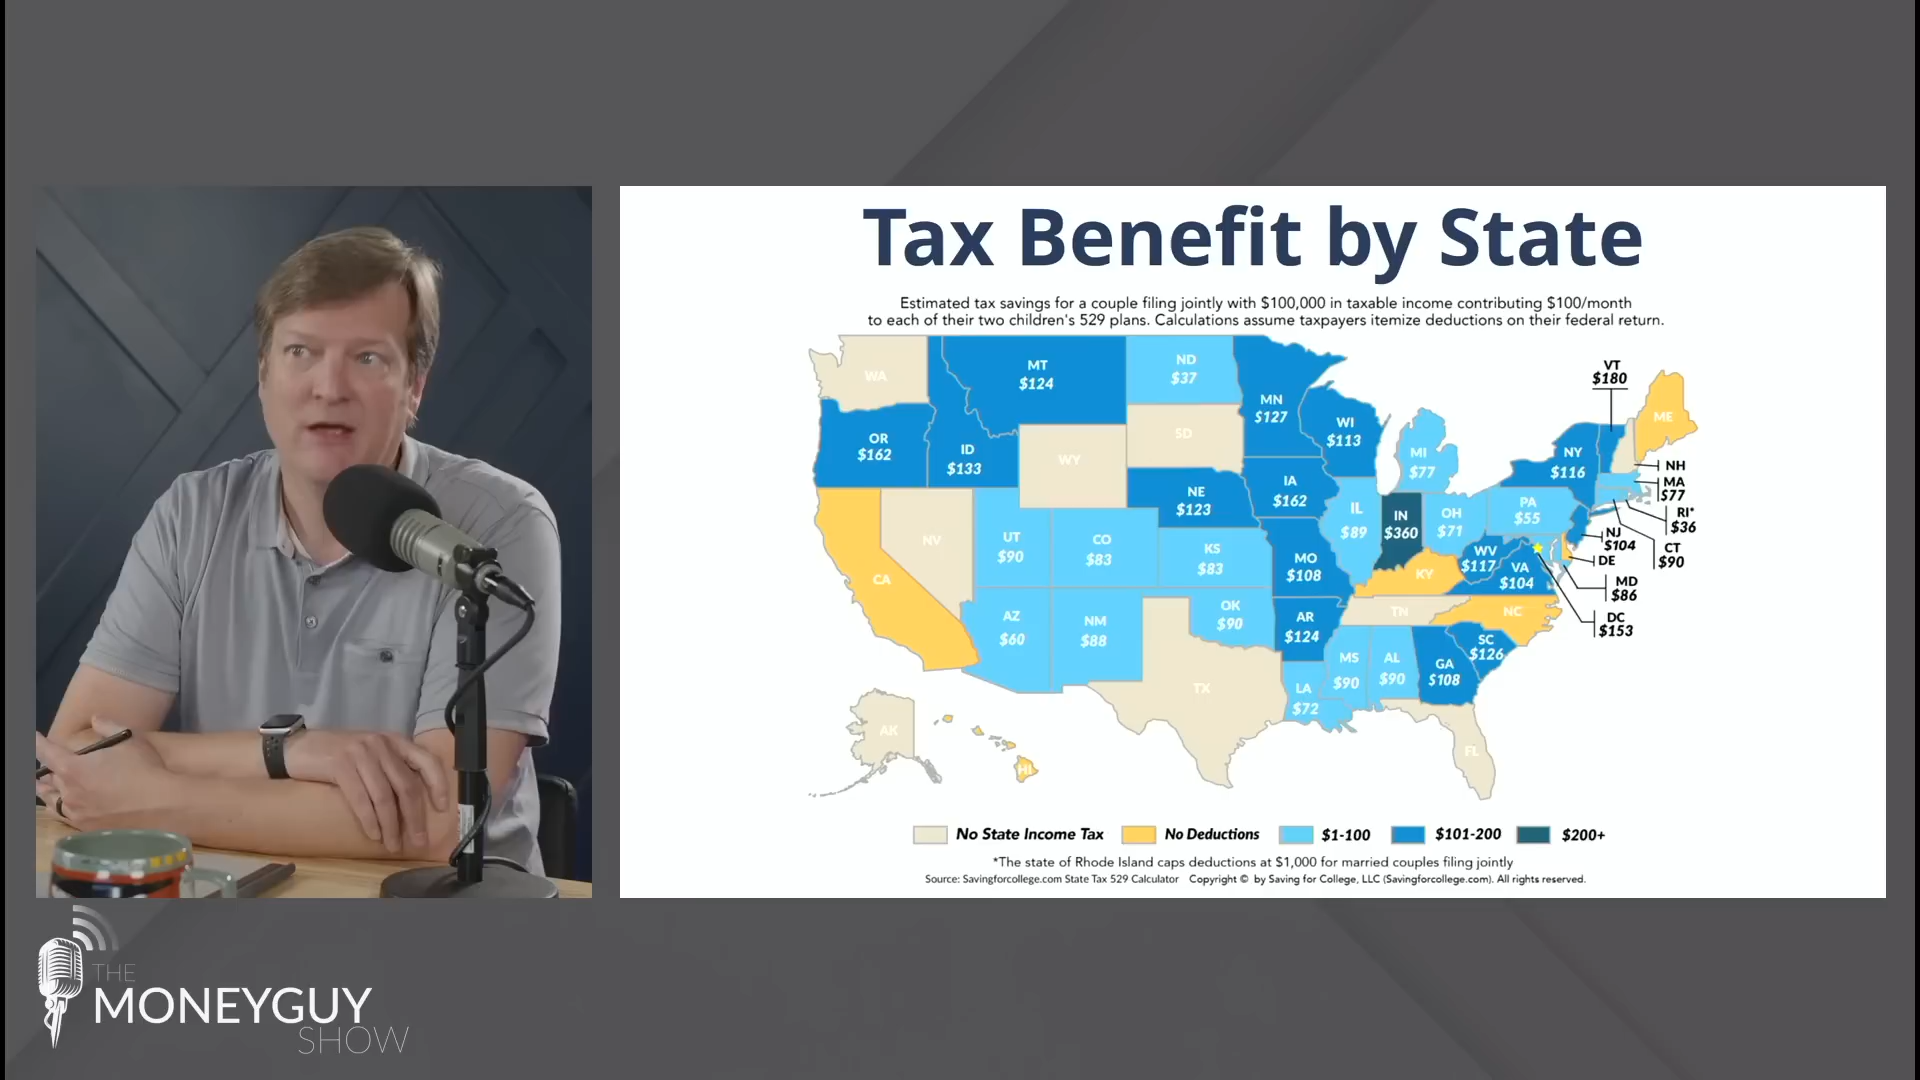 Tax Benefit by State
Estimated tax savings for a couple filing jointly with $100,000 in taxable income contributing $100/month
to each of their two children's 529 plans. Calculations assume taxpayers itemize deductions on their federal return.
WA
MT
$124
ND
$37
MN
$127
VT
$180
ME
OR
$162
ID
$133
WY
SD
WI
$113
MI
$77
NY
$116
NH
MA
$77
RI*
$36
CT
$90
NJ
$104
DE
MD
$86
DC
$153
NE
$123
IA
$162
IL
$89
IN
$360
OH
$71
PA
$55
NV
UT
$90
CO
$83
KS
$83
MO
$108
KY
WV
$117
VA
$104
CA
AZ
$60
NM
$88
OK
$90
AR
$124
TN
NC
SC
$126
MS
$90
AL
$90
GA
$108
TX
LA
$72
FL
AK
HI
No State Income Tax
No Deductions
$1-100
$101-200
$200+
*The state of Rhode Island caps deductions at $1,000 for married couples filing jointly
Source: Savingforcollege.com State Tax 529 Calculator Copyright © by Saving for College, LLC (Savingforcollege.com). All rights reserved.
THE
MONEYGUY
SHOW